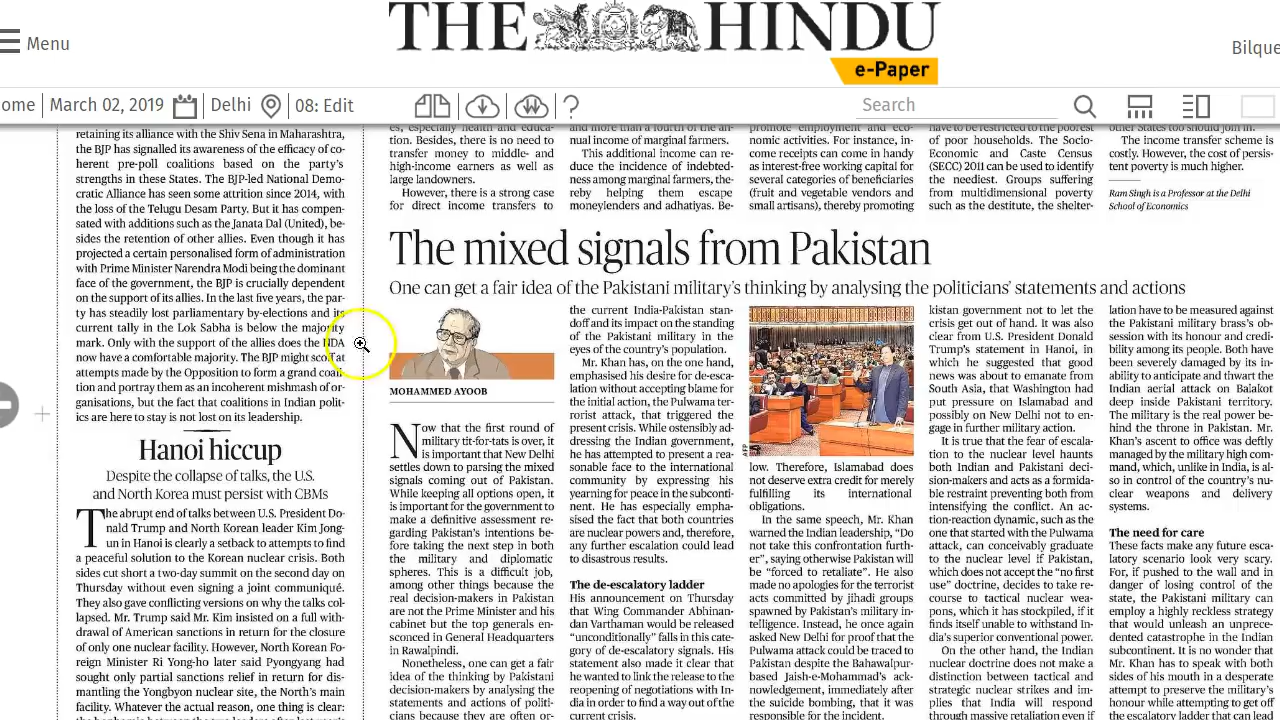 Menu
THE HINDU
e-Paper
Bilque
ome
March 02, 2019
Delhi
08: Edit
?
Search
retaining its alliance with the Shiv Sena in Maharashtra,
the BJP has signalled its awareness of the efficacy of co-
herent pre-poll coalitions based on the party's
strengths in these States. The BJP-led National Demo-
cratic Alliance has seen some attrition since 2014, with
the loss of the Telugu Desam Party. But it has compen-
sated with additions such as the Janata Dal (United), be-
sides the retention of other allies. Even though it has
projected a certain personalised form of administration
with Prime Minister Narendra Modi being the dominant
face of the government, the BJP is crucially dependent
on the support of its allies. In the last five years, the par-
ty has steadily lost parliamentary by-elections and its
current tally in the Lok Sabha is below the majority
mark. Only with the support of the allies does the NDA
now have a comfortable majority. The BJP might scoff at
attempts made by the Opposition to form a grand coali-
tion and portray them as an incoherent mishmash of or-
ganisations, but the fact that coalitions in Indian polit-
ics are here to stay is not lost on its leadership.
Hanoi hiccup
Despite the collapse of talks, the U.S.
and North Korea must persist with CBMs
The abrupt end of talks between U.S. President Do-
nald Trump and North Korean leader Kim Jong-
un in Hanoi is clearly a setback to attempts to find
a peaceful solution to the Korean nuclear crisis. Both
sides cut short a two-day summit on the second day on
Thursday without even signing a joint communiqué.
They also gave conflicting versions on why the talks col-
lapsed. Mr. Trump said Mr. Kim insisted on a full with-
drawal of American sanctions in return for the closure
of only one nuclear facility. However, North Korean Fo-
reign Minister Ri Yong-ho later said Pyongyang had
sought only partial sanctions relief in return for dis-
mantling the Yongbyon nuclear site, the North's main
facility. Whatever the actual reason, one thing is clear:
es, especially health and educa-
tion. Besides, there is no need to
transfer money to middle- and
high-income earners as well as
large landowners.
However, there is a strong case
for direct income transfers to
and more than a fourth of the an-
nual income of marginal farmers.
This additional income can re-
duce the incidence of indebted-
ness among marginal farmers, the-
reby helping them escape
moneylenders and adhatiyas. Be-
promote employment and eco-
nomic activities. For instance, in-
come receipts can come in handy
as interest-free working capital for
several categories of beneficiaries
(fruit and vegetable vendors and
small artisans), thereby promoting
have to be restricted to the poorest
of poor households. The Socio-
Economic and Caste Census
(SECC) 2011 can be used to identify
the needlest. Groups suffering
from multidimensional poverty
such as the destitute, the shelter-
other States too should join in.
The income transfer scheme is
costly. However, the cost of persis-
tent poverty is much higher.
Ram Singh is a Professor at the Delhi
School of Economics
The mixed signals from Pakistan
One can get a fair idea of the Pakistani military's thinking by analysing the politicians' statements and actions
MOHAMMED AYOOB
Now that the first round of
military tit-for-tats is over, it
is important that New Delhi
settles down to parsing the mixed
signals coming out of Pakistan.
While keeping all options open, it
is important for the government to
make a definitive assessment re-
garding Pakistan's intentions be-
fore taking the next step in both
the military and diplomatic
spheres. This is a difficult job,
among other things because the
real decision-makers in Pakistan
are not the Prime Minister and his
cabinet but the top generals en-
sconced in General Headquarters
in Rawalpindi.
Nonetheless, one can get a fair
idea of the thinking by Pakistani
decision-makers by analysing the
statements and actions of politi-
cians because they are often or-
the current India-Pakistan stan-
doff and its impact on the standing
of the Pakistani military in the
eyes of the country's population.
Mr. Khan has, on the one hand,
emphasised his desire for de-esca-
lation without accepting blame for
the initial action, the Pulwama ter-
rorist attack, that triggered the
present crisis. While ostensibly ad-
dressing the Indian government,
he has attempted to present a rea-
sonable face to the international
community by expressing his
yearning for peace in the subconti-
nent. He has especially empha-
sised the fact that both countries
are nuclear powers and, therefore,
any further escalation could lead
to disastrous results.
The de-escalatory ladder
His announcement on Thursday
that Wing Commander Abhinan-
dan Varthaman would be released
"unconditionally" falls in this cate-
gory of de-escalatory signals. His
statement also made it clear that
he wanted to link the release to the
reopening of negotiations with In-
dia in order to find a way out of the
current crisis.
AFP
low. Therefore, Islamabad does
not deserve extra credit for merely
fulfilling its international
obligations.
In the same speech, Mr. Khan
warned the Indian leadership, "Do
not take this confrontation furth-
er", saying otherwise Pakistan will
be "forced to retaliate". He also
made no apologies for the terrorist
acts committed by jihadi groups
spawned by Pakistan's military in-
telligence. Instead, he once again
asked New Delhi for proof that the
Pulwama attack could be traced to
Pakistan despite the Bahawalpur-
based Jaish-e-Mohammad's ack-
nowledgement, immediately after
the suicide bombing, that it was
responsible for the incident.
kistan government not to let the
crisis get out of hand. It was also
clear from U.S. President Donald
Trump's statement in Hanoi, in
which he suggested that good
news was about to emanate from
South Asia, that Washington had
put pressure on Islamabad and
possibly on New Delhi not to en-
gage in further military action.
It is true that the fear of escala-
tion to the nuclear level haunts
both Indian and Pakistani deci-
sion-makers and acts as a formida-
ble restraint preventing both from
intensifying the conflict. An ac-
tion-reaction dynamic, such as the
one that started with the Pulwama
attack, can conceivably graduate
to the nuclear level if Pakistan,
which does not accept the "no first
use" doctrine, decides to take re-
course to tactical nuclear wea-
pons, which it has stockpiled, if it
finds itself unable to withstand In-
dia's superior conventional power.
On the other hand, the Indian
nuclear doctrine does not make a
distinction between tactical and
strategic nuclear strikes and im-
plies that India will respond
through massive retaliation even if
lation have to be measured against
the Pakistani military brass's ob-
session with its honour and credi-
bility among its people. Both have
been severely damaged by its in-
ability to anticipate and thwart the
Indian aerial attack on Balakot
deep inside Pakistani territory.
The military is the real power be-
hind the throne in Pakistan. Mr.
Khan's ascent to office was deftly
managed by the military high com-
mand, which, unlike in India, is al-
so in control of the country's nu-
clear weapons and delivery
systems.
The need for care
These facts make any future esca-
latory scenario look very scary.
For, if pushed to the wall and in
danger of losing control of the
state, the Pakistani military can
employ a highly reckless strategy
that would unleash an unprece-
dented catastrophe in the Indian
subcontinent. It is no wonder that
Mr. Khan has to speak with both
sides of his mouth in a desperate
attempt to preserve the military's
honour while attempting to get off
the escalatory ladder that can lead